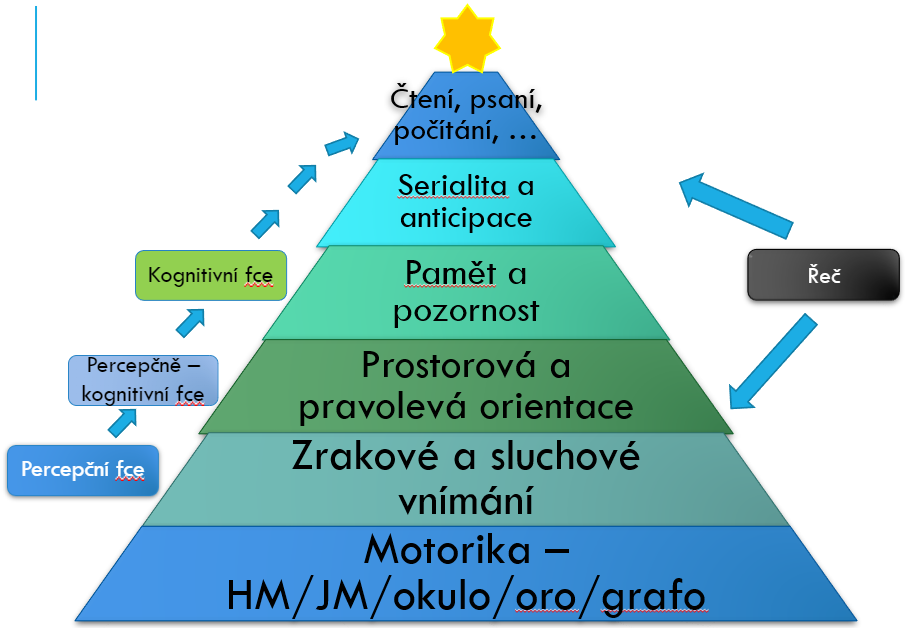 Čtení, psaní,
počítání, …
Serialita a
anticipace
Kognitivní fce
Řeč
Pamět a
pozornost
Percepčně –
kognitivní fce
Prostorová a
pravolevá orientace
Percepční fce
Zrakové a sluchové
vnímání
Motorika –
HM/JM/okulo/oro/grafo